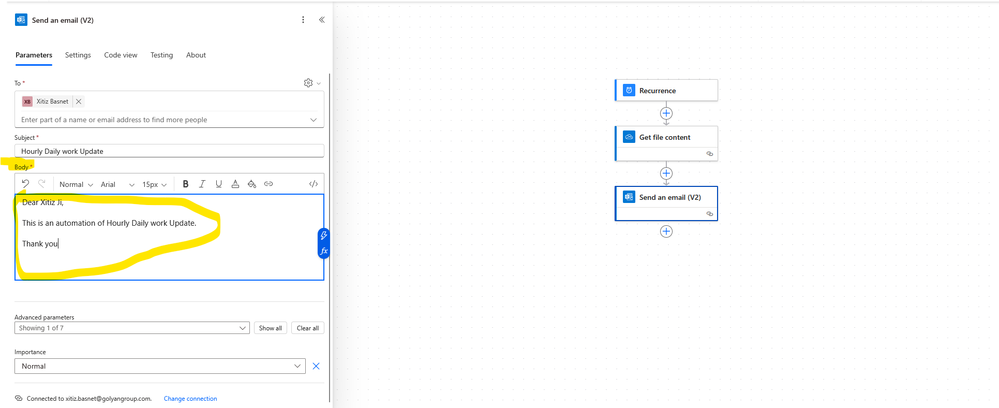 Send an email (V2)
Parameters Settings Code view Testing About
To *
XB Xitiz Basnet
Enter part of a name or email address to find more people
Subject *
Hourly Daily work Update
Body *
Normal Arial 15px B I U A </>
Dear Xitiz Ji,
This is an automation of Hourly Daily work Update.
Thank you
fx
Advanced parameters
Showing 1 of 7 Show all Clear all
Importance
Normal
Connected to xitiz.basnet@golyangroup.com. Change connection
Recurrence
Get file content
Send an email (V2)